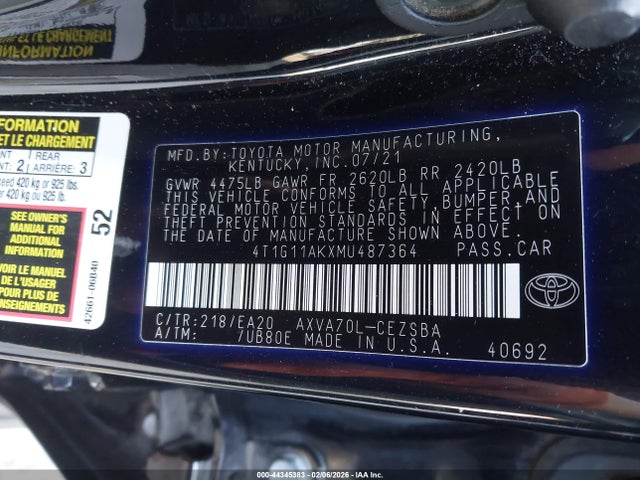 INFORMATION
ORMATION
ET LE CHARGEMENT
REAR
2 ARRIÈRE: 3
420 kg or 925 lbs.
420 kg ou 925 lb.
SEE OWNER'S
MANUAL FOR
ADDITIONAL
INFORMATION
VOIR LE MANUEL
DE L'USAGER
POUR PLUS DE
RENSEIGNEMENTS
52
42661-06B40
MFD. BY: TOYOTA MOTOR MANUFACTURING,
KENTUCKY, INC. 07/21
GVWR 4475LB GAWR FR 2620LB RR 2420LB
THIS VEHICLE CONFORMS TO ALL APPLICABLE
FEDERAL MOTOR VEHICLE SAFETY, BUMPER, AND
THEFT PREVENTION STANDARDS IN EFFECT ON
THE DATE OF MANUFACTURE SHOWN ABOVE.
4T1G11AKXMU487364 PASS. CAR
C/TR: 218/EA20 AXVA70L-CEZSBA
A/TM: /UB80E MADE IN U.S.A.
40692
000-44345383 - 02/06/2026 - IAA Inc.